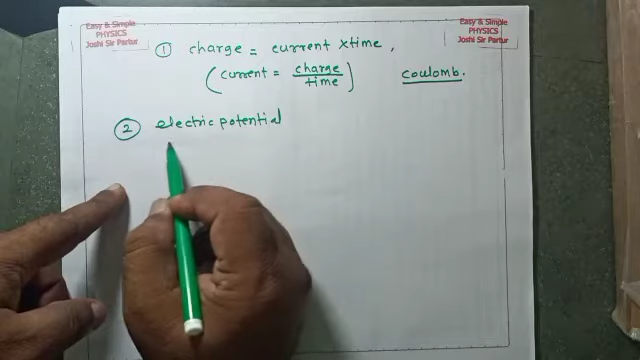 Easy & Simple
PHYSICS
Joshi Sir Partur
Easy & Simple
PHYSICS
Joshi Sir Partur
① charge = current x time,
(current = charge/time)
coulomb.
② electric potential